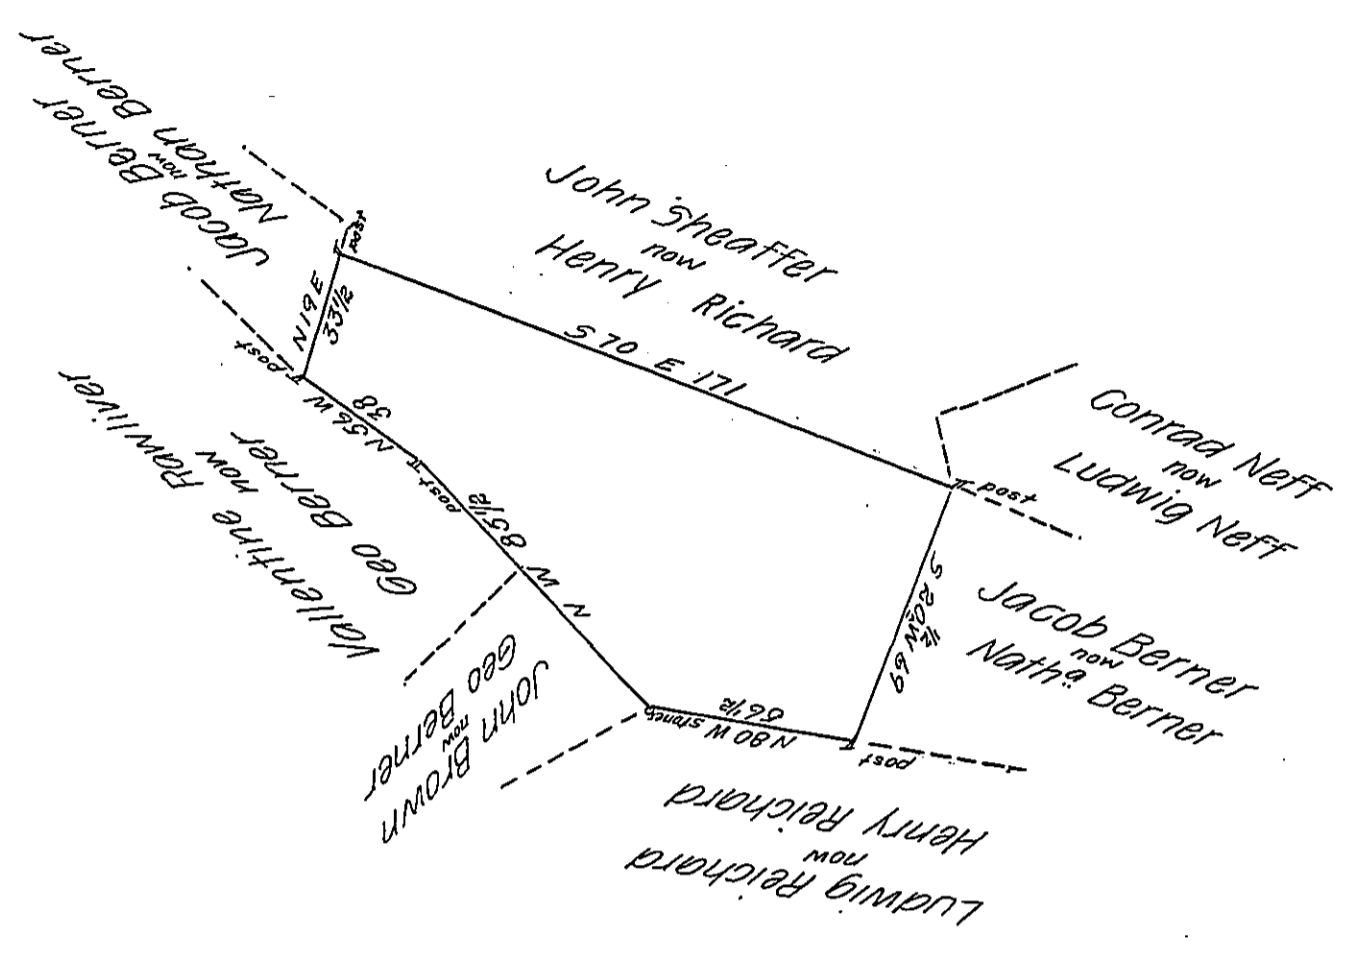 Jacob Berner
now
Nathan Berner
John Sheaffer
now
Henry Richard
Conrad Neff
now
Ludwig Neff
Jacob Berner
now
Natha Berner
Ludwig Reichard
now
Henry Reichard
John Brown
now
Geo Berner
Vallentine Rawliver
now
Geo Berner
post
N 19 E
33 1/2
post
S 70 E 171
post
S 20 1/2 W 69
post
N 80 W
56 1/2
stones
N W
85 1/2
post
N 56 W
38